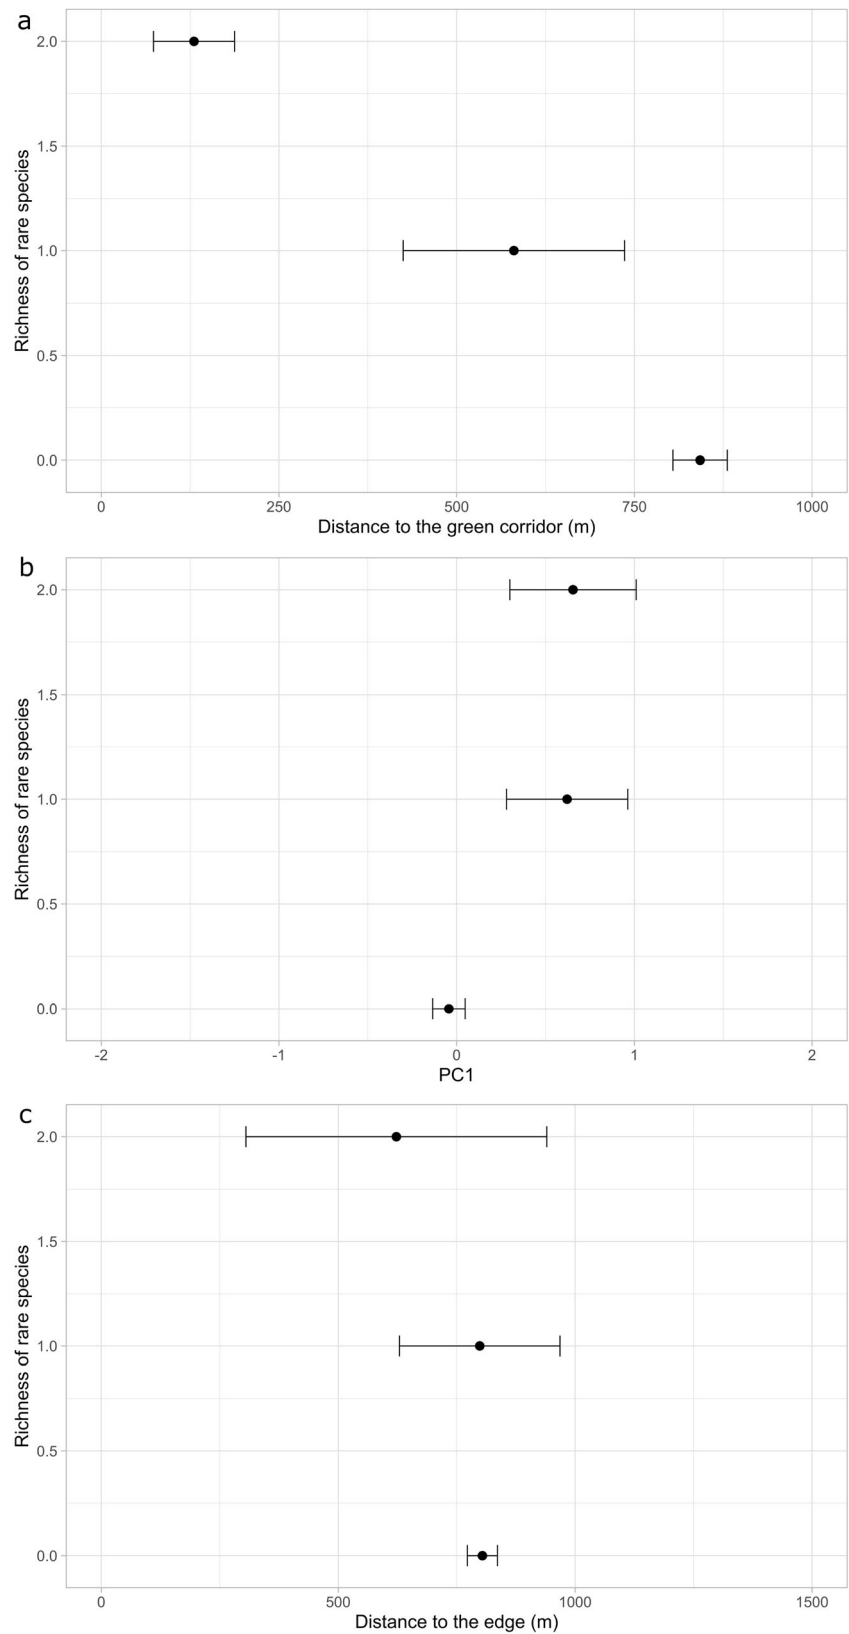 a
2.0
1.5
1.0
0.5
0.0
Richness of rare species
0 250 500 750 1000
Distance to the green corridor (m)
b
2.0
1.5
1.0
0.5
0.0
Richness of rare species
-2 -1 0 1 2
PC1
c
2.0
1.5
1.0
0.5
0.0
Richness of rare species
0 500 1000 1500
Distance to the edge (m)